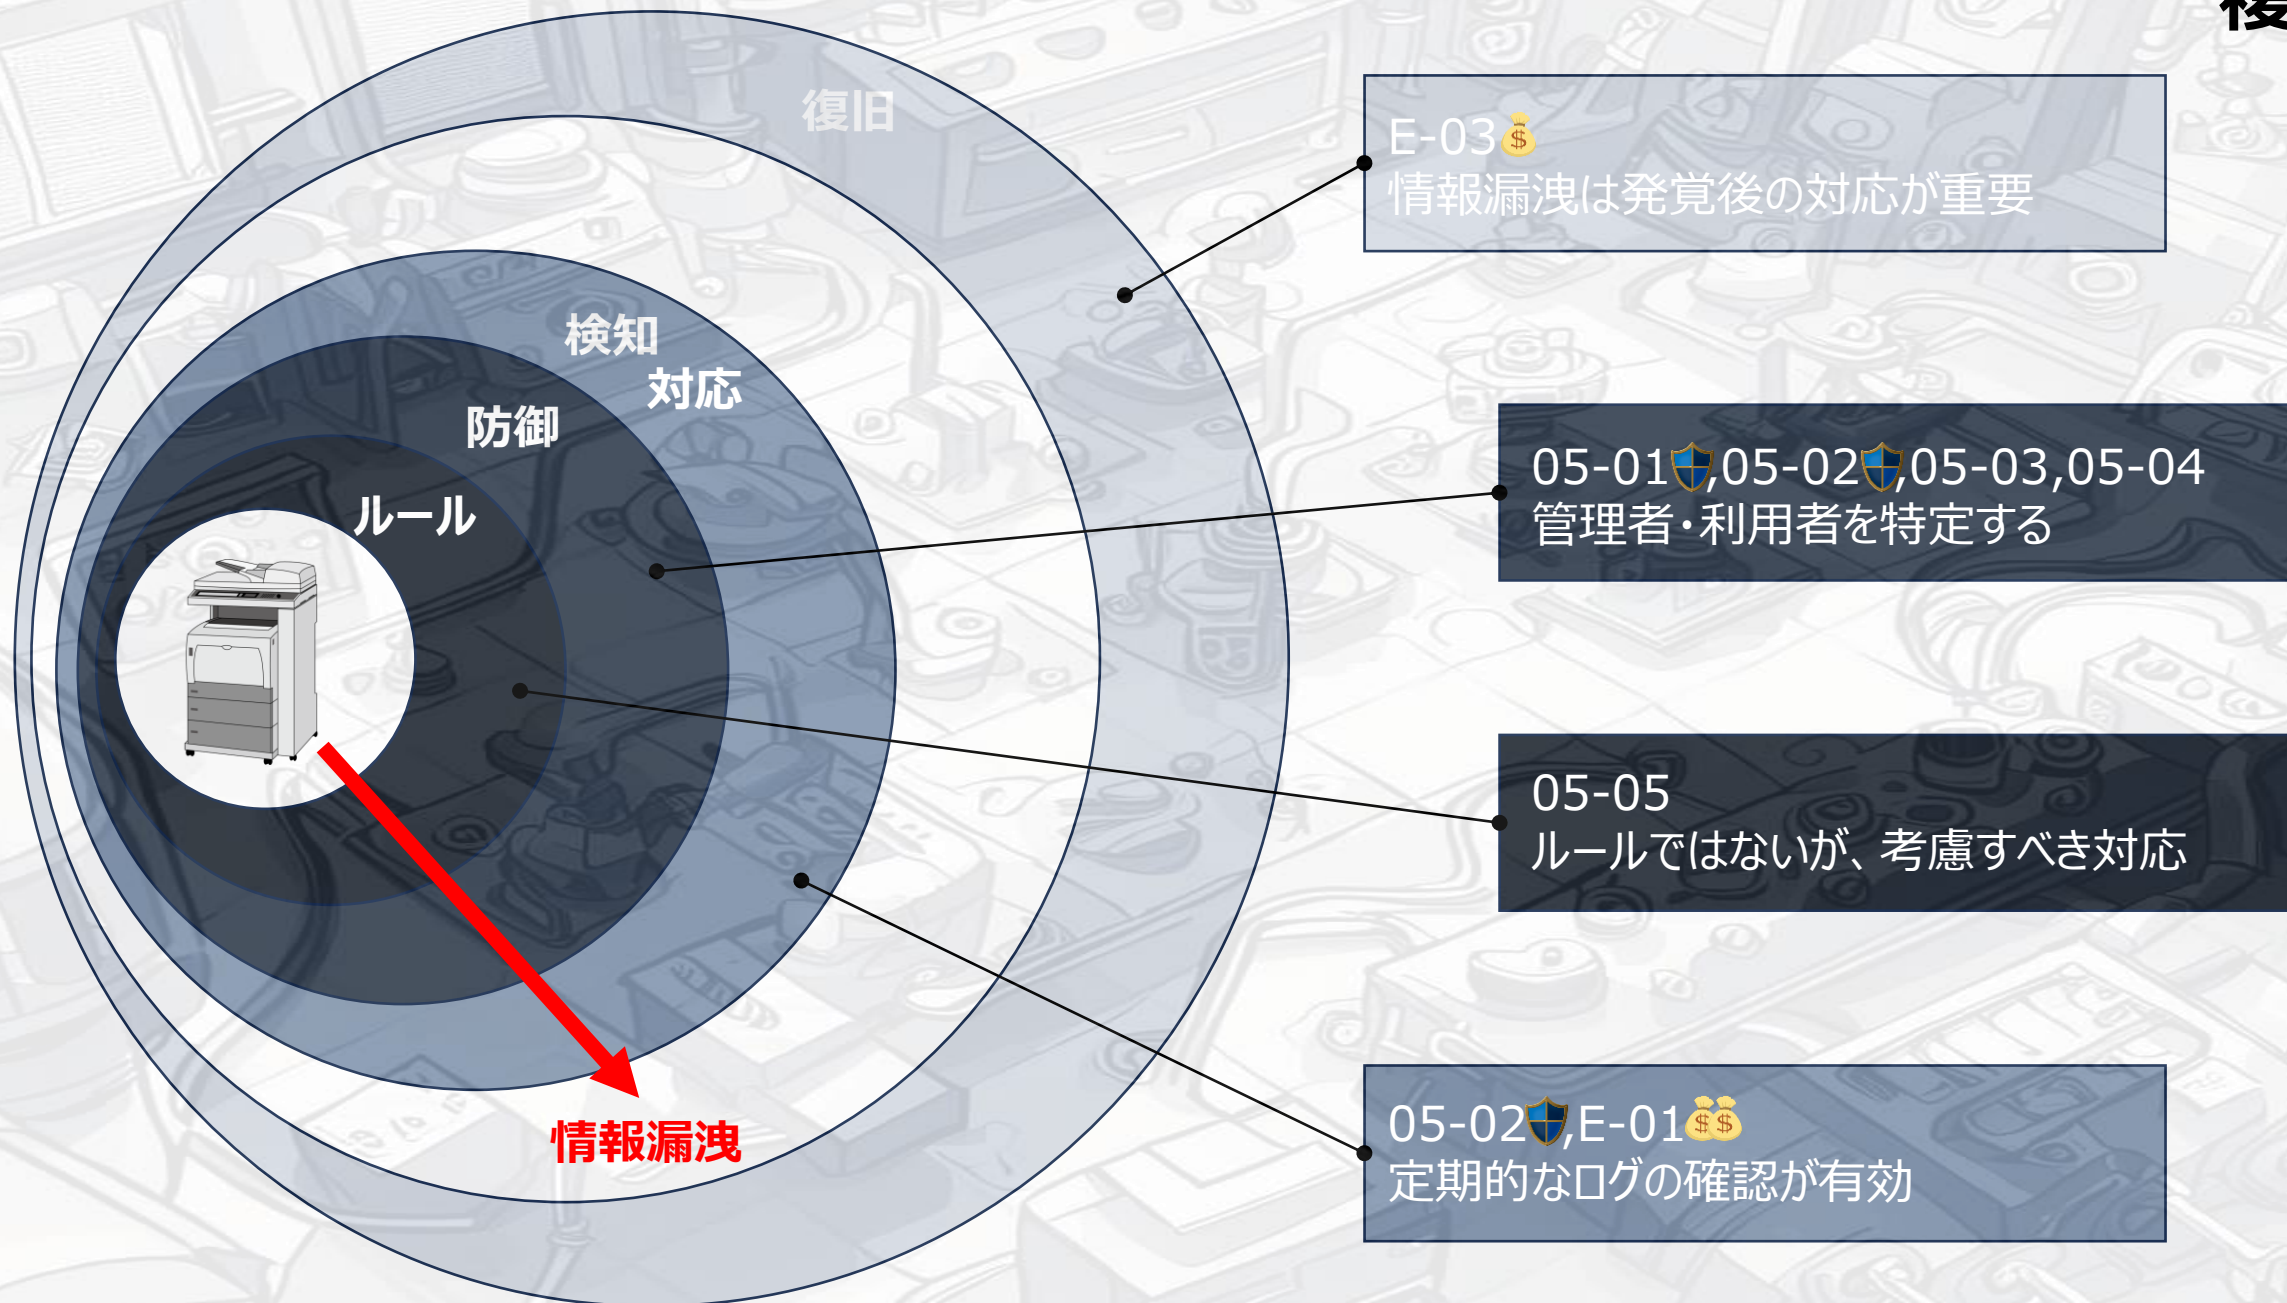 復旧
E-03💰
情報漏洩は発覚後の対応が重要
検知
対応
防御
ルール
05-01🛡,05-02🛡,05-03,05-04
管理者・利用者を特定する
05-05
ルールではないが、考慮すべき対応
05-02🛡,E-01💰💰
定期的なログの確認が有効
情報漏洩